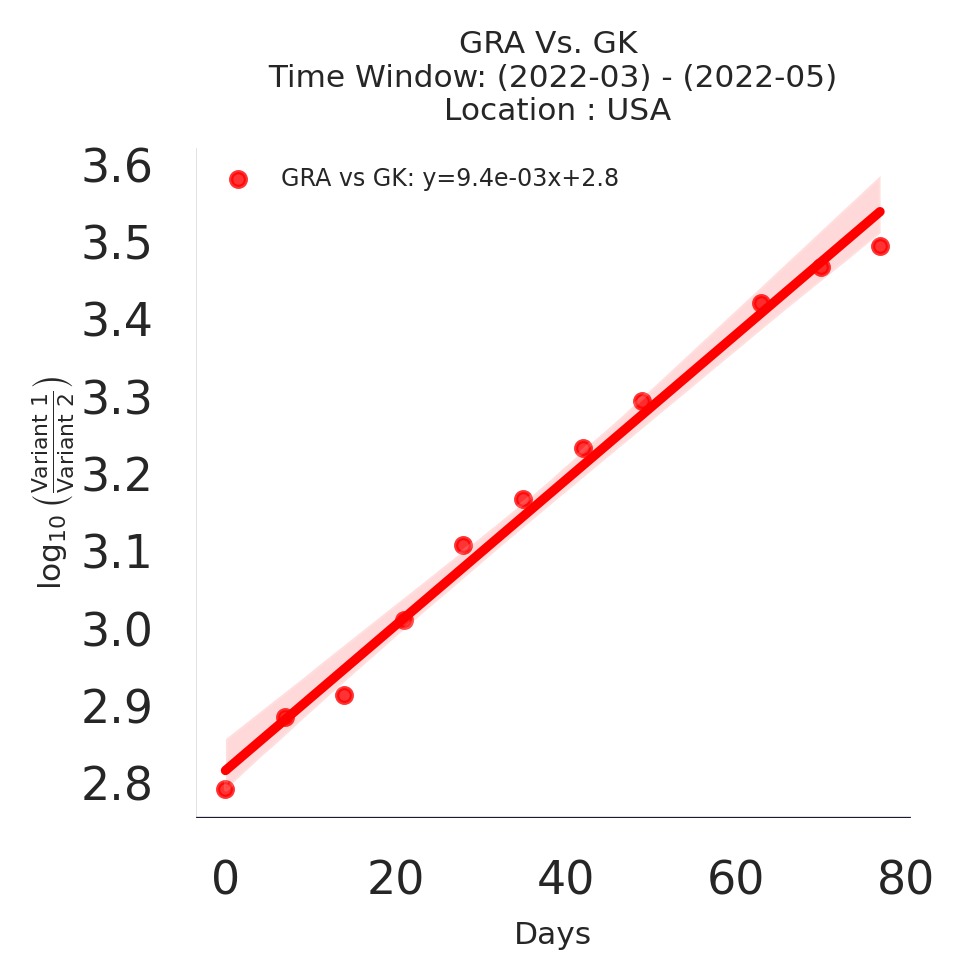 GRA Vs. GK
Time Window: (2022-03) - (2022-05)
Location : USA
GRA vs GK: y=9.4e-03x+2.8
3.6
3.5
3.4
3.3
3.2
3.1
3.0
2.9
2.8
log₁₀ (Variant 1 / Variant 2)
0 20 40 60 80
Days